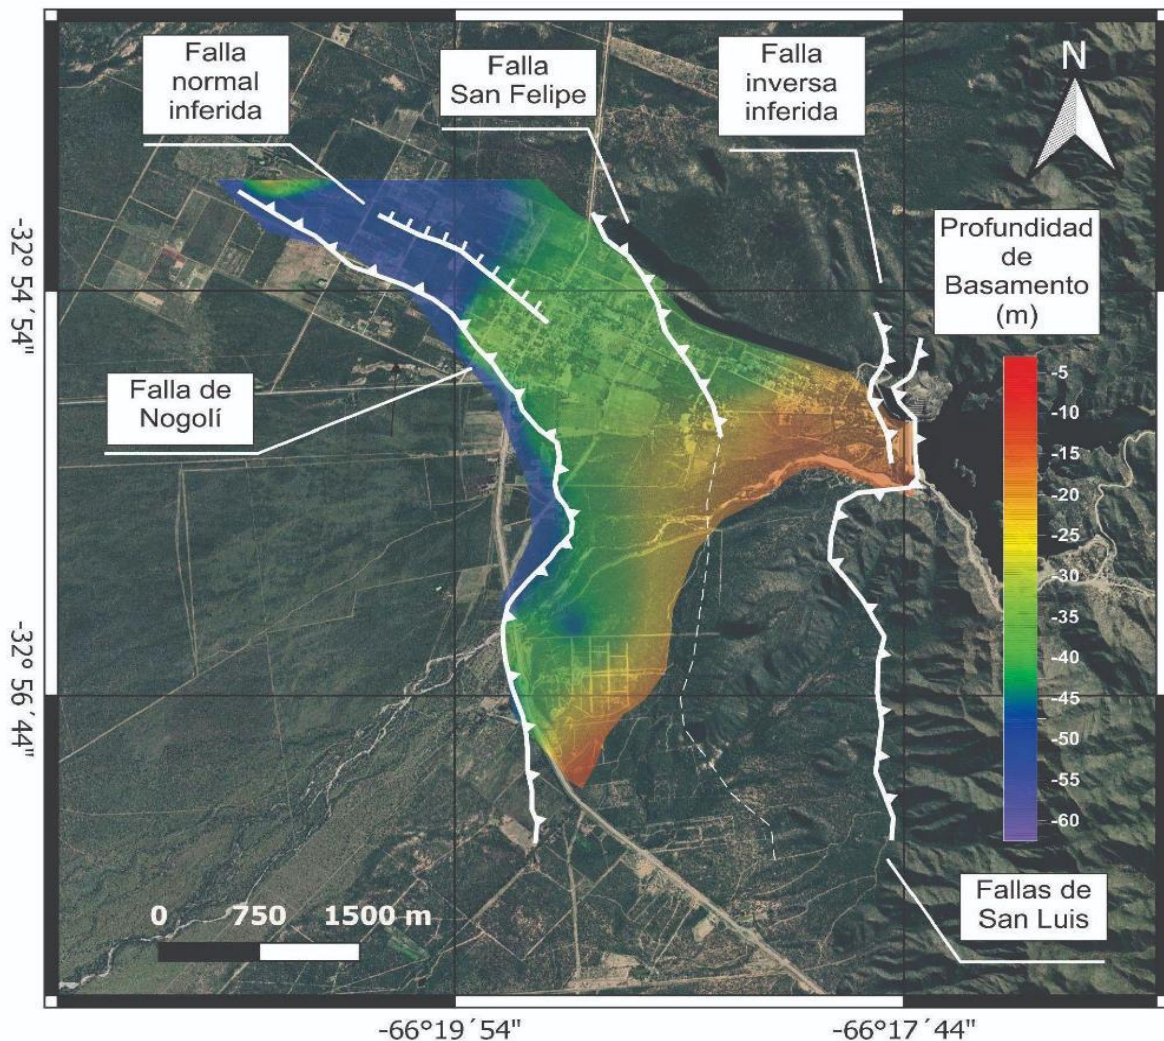 Falla
normal
inferida
Falla
San Felipe
Falla
inversa
inferida
N
Profundidad
de
Basamento
(m)
-5
-10
-15
-20
-25
-30
-35
-40
-45
-50
-55
-60
-32° 54´54"
Falla de
Nogolí
-32° 56´44"
Fallas de
San Luis
0 750 1500 m
-66°19´54"
-66°17´44"